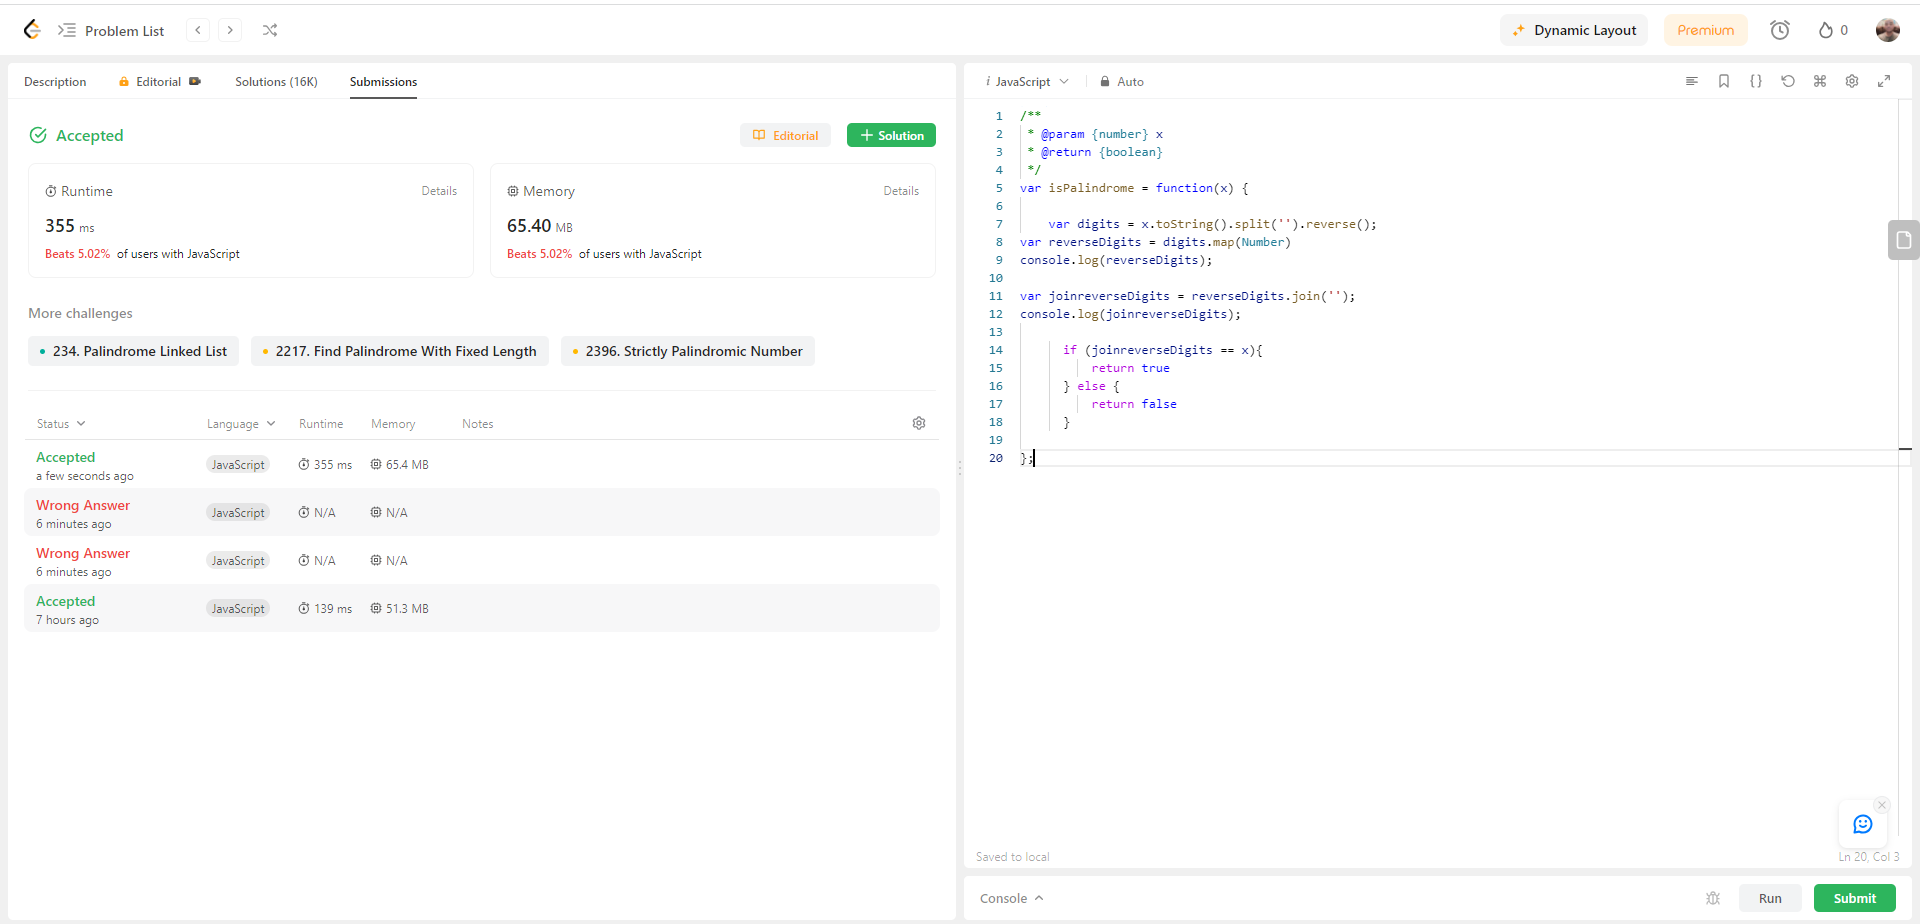 Problem List
Dynamic Layout
Premium
0
Description
Editorial
Solutions (16K)
Submissions
Accepted
Editorial
+ Solution
Runtime
Details
355 ms
Beats 5.02% of users with JavaScript
Memory
Details
65.40 MB
Beats 5.02% of users with JavaScript
More challenges
234. Palindrome Linked List
2217. Find Palindrome With Fixed Length
2396. Strictly Palindromic Number
Status
Language
Runtime
Memory
Notes
Accepted
a few seconds ago
JavaScript
355 ms
65.4 MB
Wrong Answer
6 minutes ago
JavaScript
N/A
N/A
Wrong Answer
6 minutes ago
JavaScript
N/A
N/A
Accepted
7 hours ago
JavaScript
139 ms
51.3 MB
i JavaScript
Auto
1 /**
2  * @param {number} x
3  * @return {boolean}
4  */
5 var isPalindrome = function(x) {
6
7     var digits = x.toString().split('').reverse();
8 var reverseDigits = digits.map(Number)
9 console.log(reverseDigits);
10
11 var joinreverseDigits = reverseDigits.join('');
12 console.log(joinreverseDigits);
13
14       if (joinreverseDigits == x){
15           return true
16       } else {
17           return false
18       }
19
20 };
Saved to local
Ln 20, Col 3
Console
Run
Submit